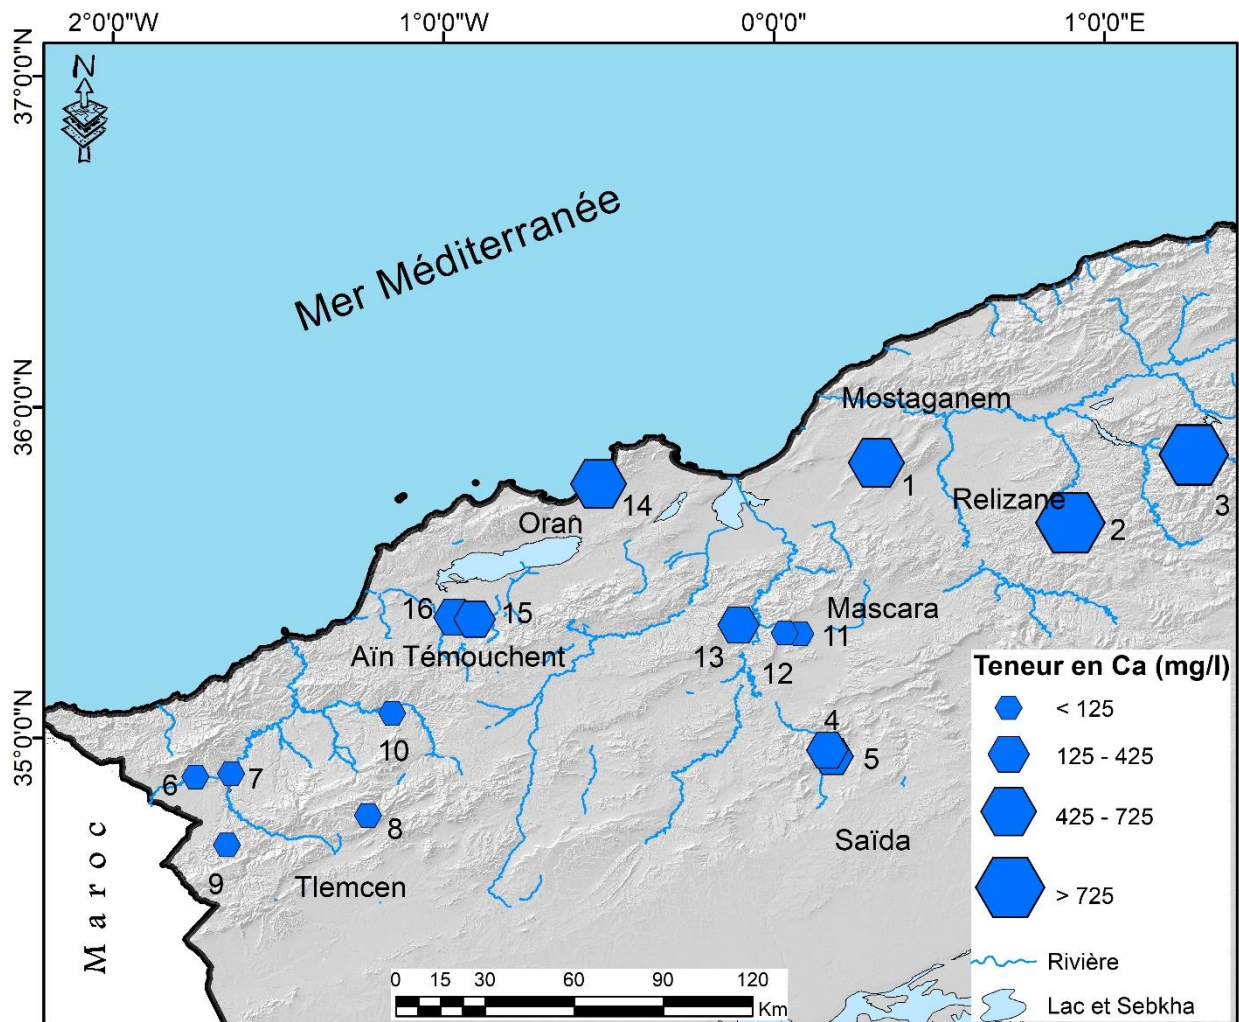 2°0'0"W
1°0'0"W
0°0'0"
1°0'0"E
37°0'0"N
36°0'0"N
35°0'0"N
N
Mer Méditerranée
Mostaganem
1
Relizane
2
3
14
Oran
16
15
Aïn Témouchent
Mascara
13
12
11
4
5
Saïda
10
6
7
8
9
Tlemcen
Maroc
Teneur en Ca (mg/l)
< 125
125 - 425
425 - 725
> 725
Rivière
Lac et Sebkha
0 15 30 60 90 120
Km